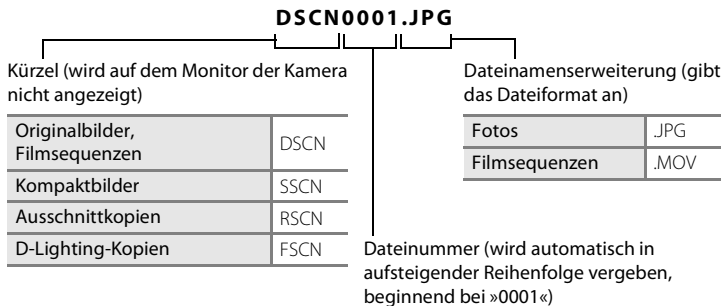 DSCN0001.JPG
Kürzel (wird auf dem Monitor der Kamera
nicht angezeigt)
Originalbilder,
Filmsequenzen DSCN
Kompaktbilder SSCN
Ausschnittkopien RSCN
D-Lighting-Kopien FSCN
Dateinamenserweiterung (gibt
das Dateiformat an)
Fotos .JPG
Filmsequenzen .MOV
Dateinummer (wird automatisch in
aufsteigender Reihenfolge vergeben,
beginnend bei »0001«)